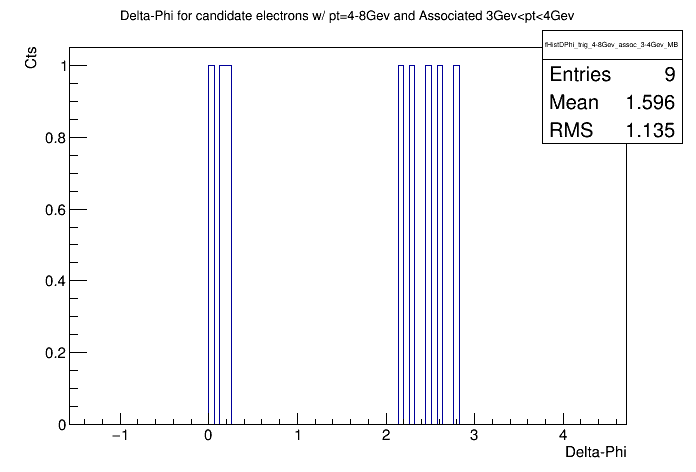 Delta-Phi for candidate electrons w/ pt=4-8Gev and Associated 3Gev<pt<4Gev
fHistDPhi_trig_4-8Gev_assoc_3-4Gev_MB
Entries 9
Mean 1.596
RMS 1.135
Cts
1
0.8
0.6
0.4
0.2
0
−1 0 1 2 3 4
Delta-Phi